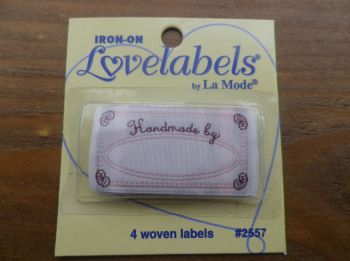 IRON-ON
Lovelabels®
by La Mode®
Handmade by
4 woven labels #2557